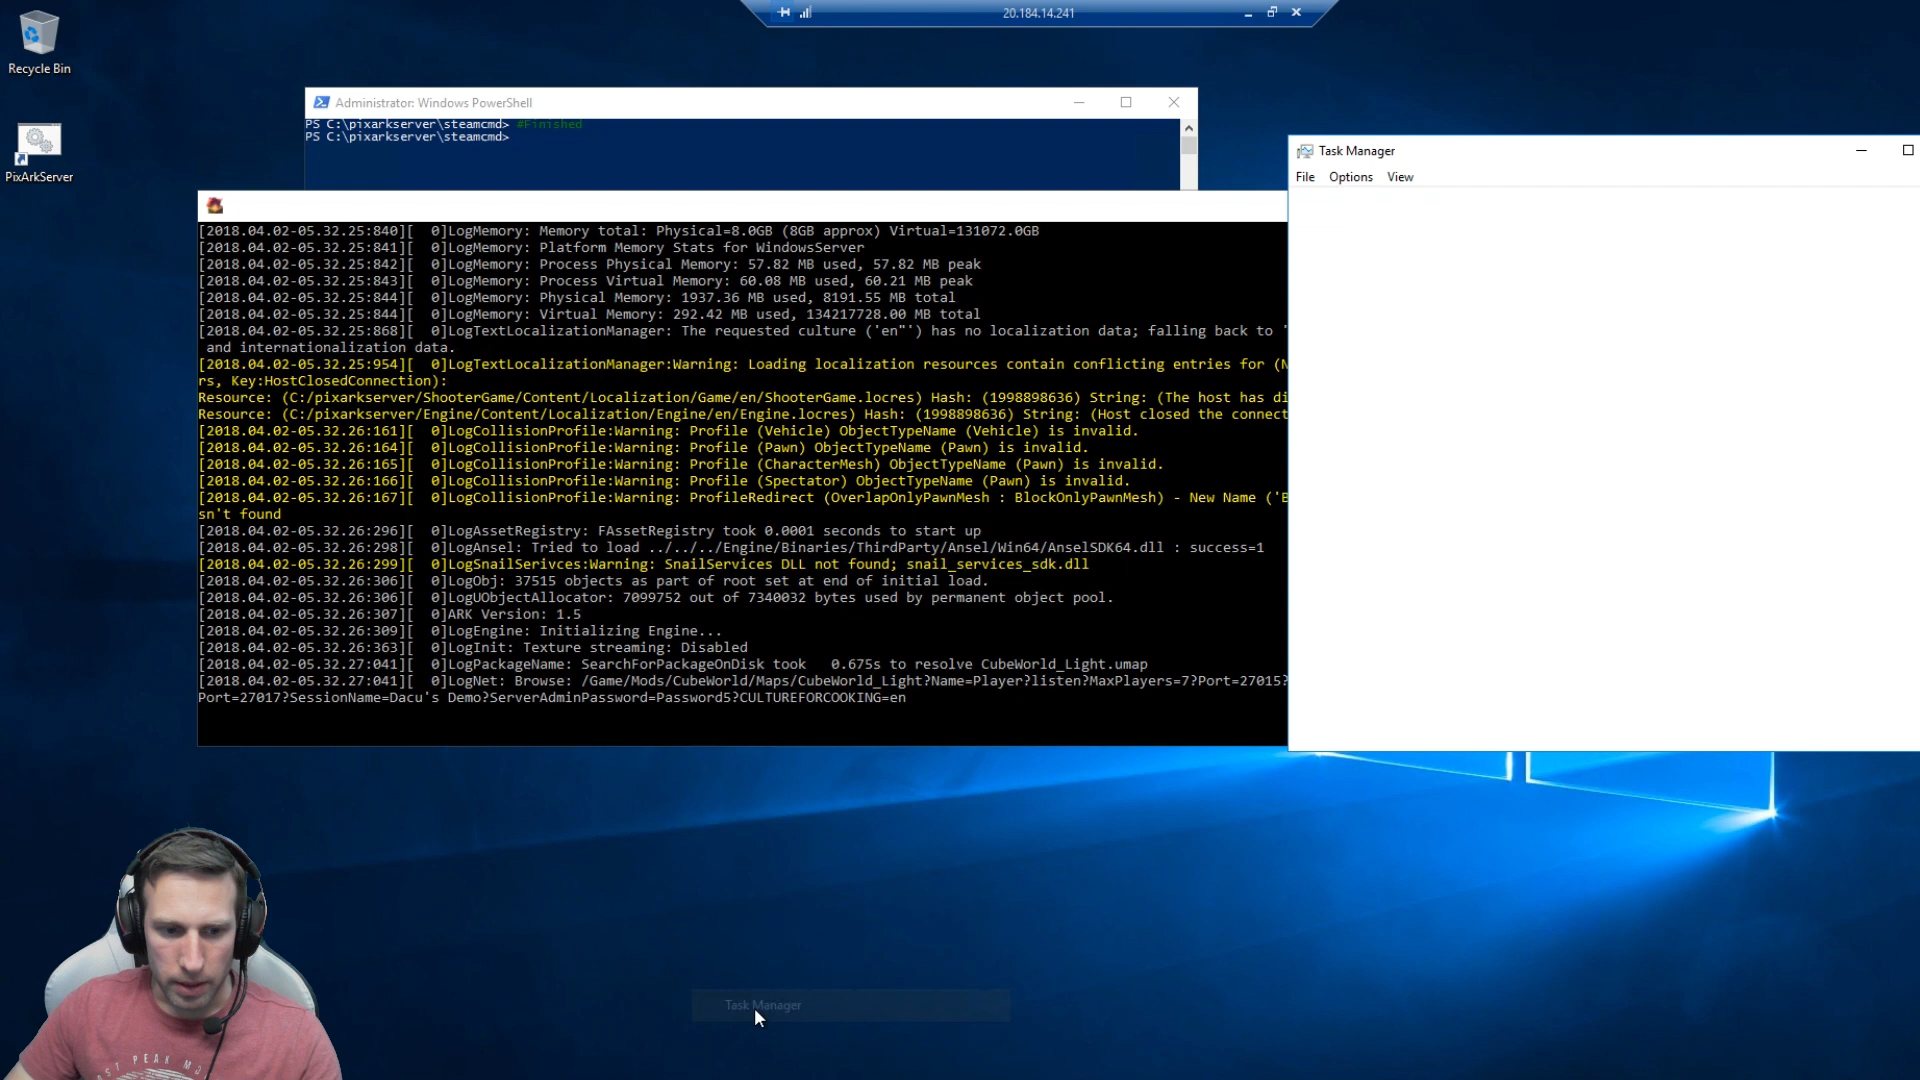 20.184.14.241
Recycle Bin
PixArkServer
Administrator: Windows PowerShell
PS C:\pixarkserver\steamcmd> #Finished
PS C:\pixarkserver\steamcmd>
Task Manager
File Options View
[2018.04.02-05.32.25:840][  0]LogMemory: Memory total: Physical=8.0GB (8GB approx) Virtual=131072.0GB
[2018.04.02-05.32.25:841][  0]LogMemory: Platform Memory Stats for WindowsServer
[2018.04.02-05.32.25:842][  0]LogMemory: Process Physical Memory: 57.82 MB used, 57.82 MB peak
[2018.04.02-05.32.25:843][  0]LogMemory: Process Virtual Memory: 60.08 MB used, 60.21 MB peak
[2018.04.02-05.32.25:844][  0]LogMemory: Physical Memory: 1937.36 MB used, 8191.55 MB total
[2018.04.02-05.32.25:844][  0]LogMemory: Virtual Memory: 292.42 MB used, 134217728.00 MB total
[2018.04.02-05.32.25:868][  0]LogTextLocalizationManager: The requested culture ('en"') has no localization data; falling back to '
and internationalization data.
[2018.04.02-05.32.25:954][  0]LogTextLocalizationManager:Warning: Loading localization resources contain conflicting entries for (N
rs, Key:HostClosedConnection):
Resource: (C:/pixarkserver/ShooterGame/Content/Localization/Game/en/ShooterGame.locres) Hash: (1998898636) String: (The host has di
Resource: (C:/pixarkserver/Engine/Content/Localization/Engine/en/Engine.locres) Hash: (1998898636) String: (Host closed the connect
[2018.04.02-05.32.26:161][  0]LogCollisionProfile:Warning: Profile (Vehicle) ObjectTypeName (Vehicle) is invalid.
[2018.04.02-05.32.26:164][  0]LogCollisionProfile:Warning: Profile (Pawn) ObjectTypeName (Pawn) is invalid.
[2018.04.02-05.32.26:165][  0]LogCollisionProfile:Warning: Profile (CharacterMesh) ObjectTypeName (Pawn) is invalid.
[2018.04.02-05.32.26:166][  0]LogCollisionProfile:Warning: Profile (Spectator) ObjectTypeName (Pawn) is invalid.
[2018.04.02-05.32.26:167][  0]LogCollisionProfile:Warning: ProfileRedirect (OverlapOnlyPawnMesh : BlockOnlyPawnMesh) - New Name ('B
sn't found
[2018.04.02-05.32.26:296][  0]LogAssetRegistry: FAssetRegistry took 0.0001 seconds to start up
[2018.04.02-05.32.26:298][  0]LogAnsel: Tried to load ../../../Engine/Binaries/ThirdParty/Ansel/Win64/AnselSDK64.dll : success=1
[2018.04.02-05.32.26:299][  0]LogSnailSerivces:Warning: SnailServices DLL not found; snail_services_sdk.dll
[2018.04.02-05.32.26:306][  0]LogObj: 37515 objects as part of root set at end of initial load.
[2018.04.02-05.32.26:306][  0]LogUObjectAllocator: 7099752 out of 7340032 bytes used by permanent object pool.
[2018.04.02-05.32.26:307][  0]ARK Version: 1.5
[2018.04.02-05.32.26:309][  0]LogEngine: Initializing Engine...
[2018.04.02-05.32.26:363][  0]LogInit: Texture streaming: Disabled
[2018.04.02-05.32.27:041][  0]LogPackageName: SearchForPackageOnDisk took   0.675s to resolve CubeWorld_Light.umap
[2018.04.02-05.32.27:041][  0]LogNet: Browse: /Game/Mods/CubeWorld/Maps/CubeWorld_Light?Name=Player?listen?MaxPlayers=7?Port=27015?
Port=27017?SessionName=Dacu's Demo?ServerAdminPassword=Password5?CULTUREFORCOOKING=en
Task Manager
PEAK